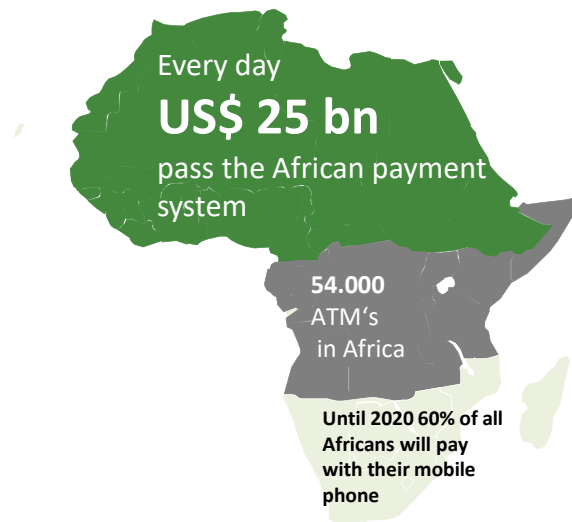 Every day
US$ 25 bn
pass the African payment
system
54.000
ATM‘s
in Africa
Until 2020 60% of all
Africans will pay
with their mobile
phone